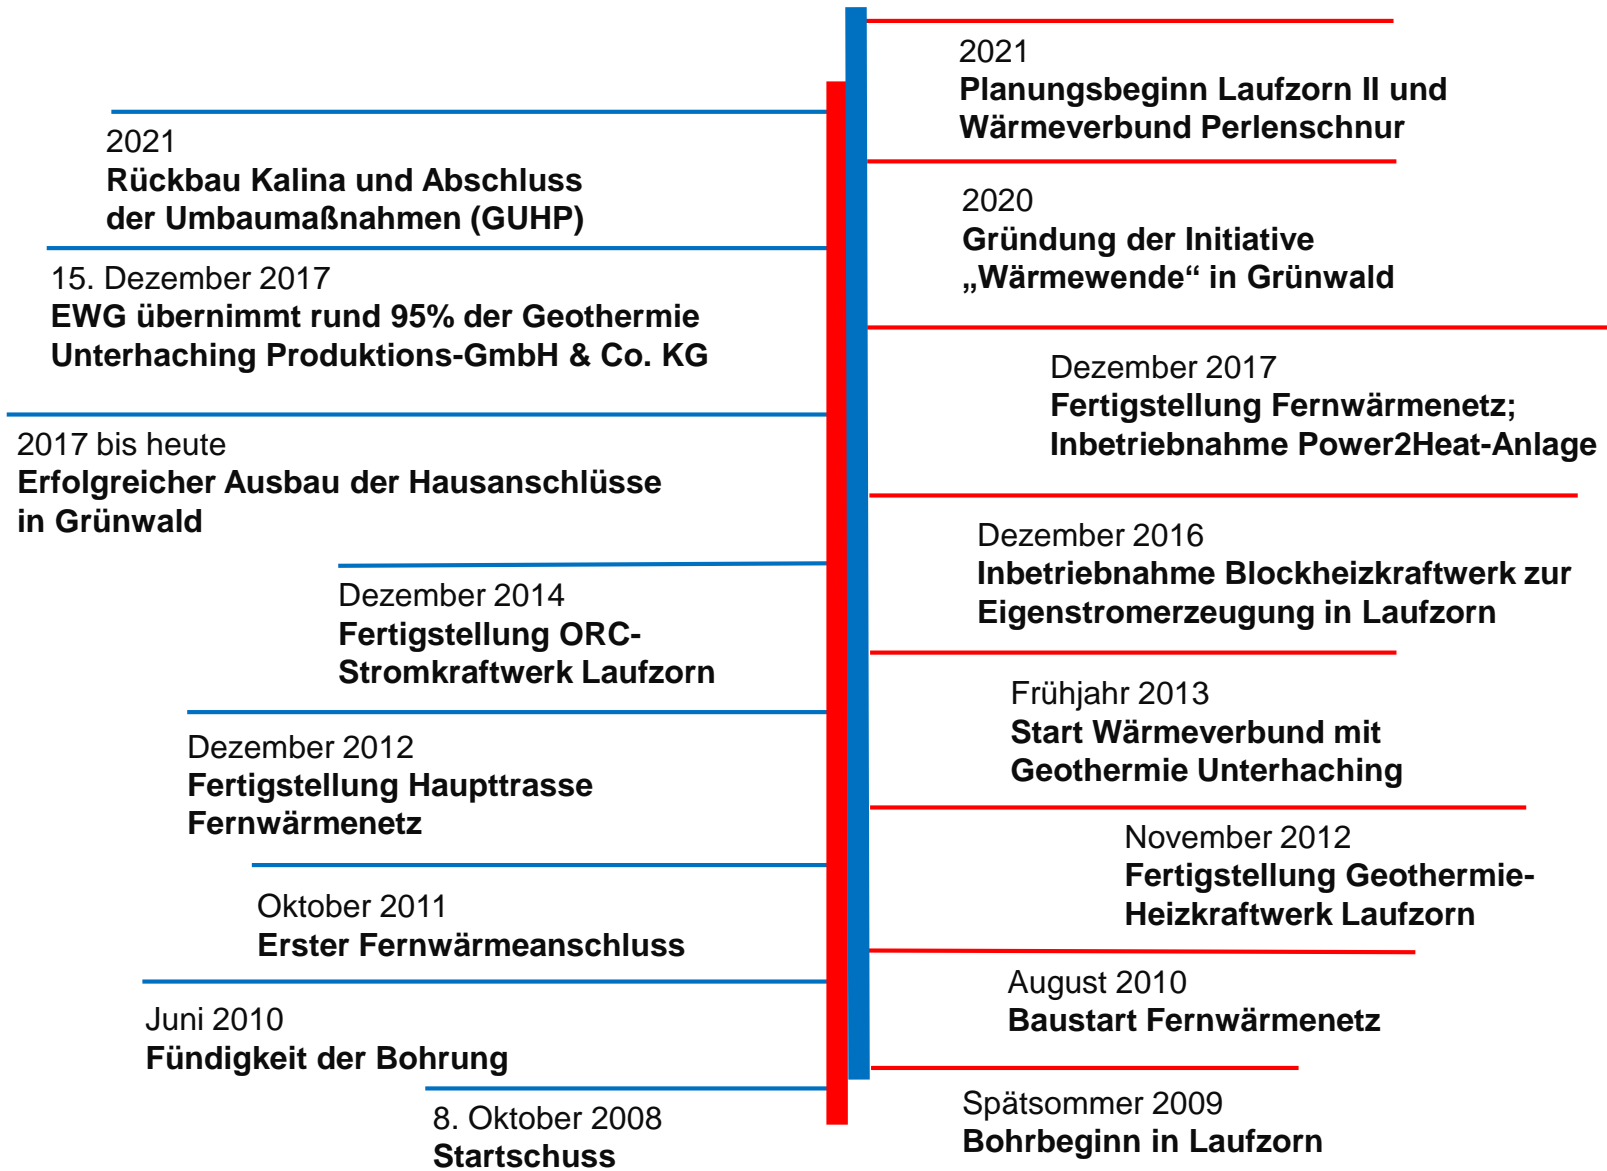 2021
Rückbau Kalina und Abschluss
der Umbaumaßnahmen (GUHP)
15. Dezember 2017
EWG übernimmt rund 95% der Geothermie
Unterhaching Produktions-GmbH & Co. KG
2017 bis heute
Erfolgreicher Ausbau der Hausanschlüsse
in Grünwald
Dezember 2014
Fertigstellung ORC-
Stromkraftwerk Laufzorn
Dezember 2012
Fertigstellung Haupttrasse
Fernwärmenetz
Oktober 2011
Erster Fernwärmeanschluss
Juni 2010
Fündigkeit der Bohrung
8. Oktober 2008
Startschuss
2021
Planungsbeginn Laufzorn II und
Wärmeverbund Perlenschnur
2020
Gründung der Initiative
„Wärmewende“ in Grünwald
Dezember 2017
Fertigstellung Fernwärmenetz;
Inbetriebnahme Power2Heat-Anlage
Dezember 2016
Inbetriebnahme Blockheizkraftwerk zur
Eigenstromerzeugung in Laufzorn
Frühjahr 2013
Start Wärmeverbund mit
Geothermie Unterhaching
November 2012
Fertigstellung Geothermie-
Heizkraftwerk Laufzorn
August 2010
Baustart Fernwärmenetz
Spätsommer 2009
Bohrbeginn in Laufzorn